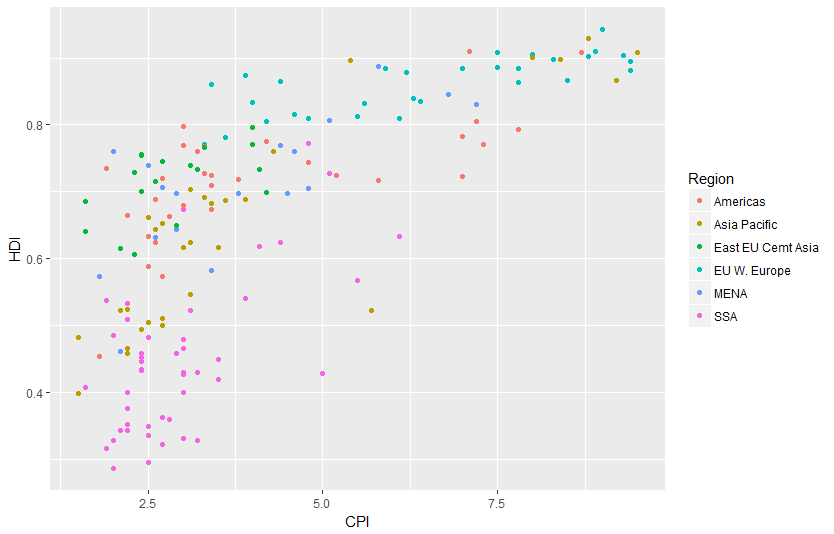 HDI
0.8
0.6
0.4
2.5
5.0
7.5
CPI
Region
Americas
Asia Pacific
East EU Cemt Asia
EU W. Europe
MENA
SSA